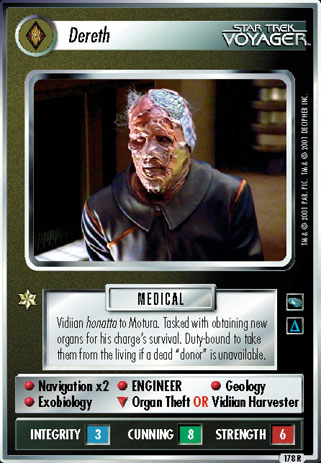 Dereth
STAR TREK
VOYAGER™
™ & © 2001 PAR. PIC. TM & © 2001 DECIPHER INC.
MEDICAL
Vidiian honatta to Motura. Tasked with obtaining new
organs for his charge's survival. Duty-bound to take
them from the living if a dead "donor" is unavailable.
Navigation x2 ENGINEER Geology
Exobiology Organ Theft OR Vidiian Harvester
INTEGRITY 3 CUNNING 8 STRENGTH 6
178 R